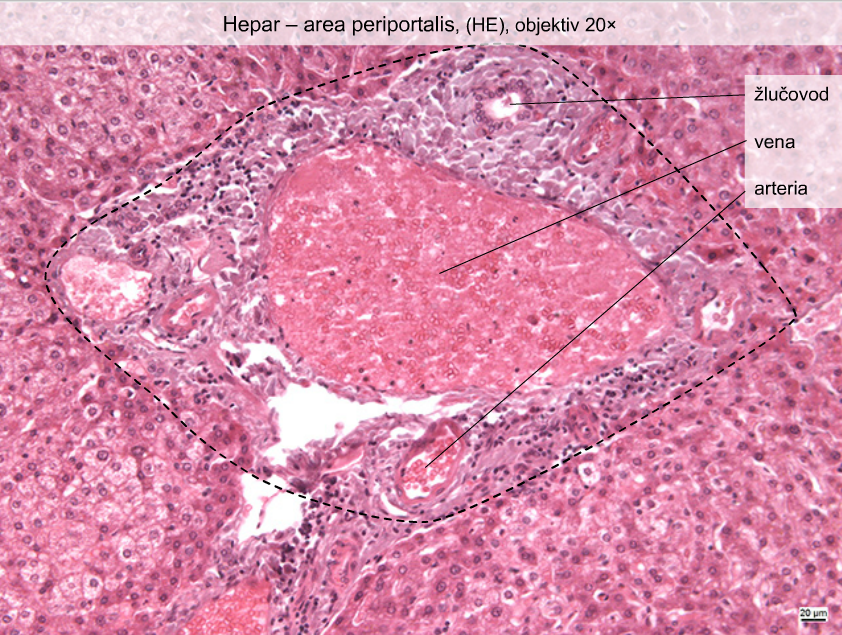 Hepar – area periportalis, (HE), objektiv 20×
žlučovod
vena
arteria
20 µm